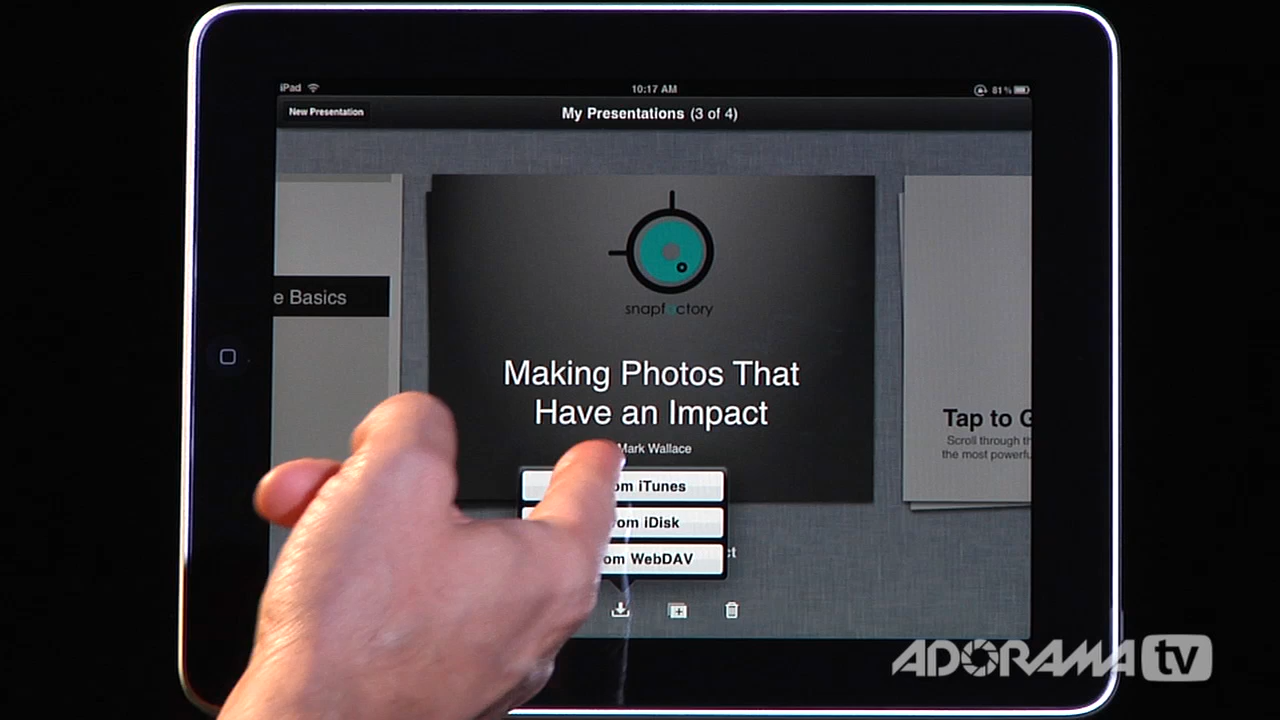 iPad
10:17 AM
81%
New Presentation
My Presentations (3 of 4)
e Basics
snapf ctory
Making Photos That
Have an Impact
Mark Wallace
Tap to G
Scroll through th
the most powerfu
om iTunes
om iDisk
om WebDAV
ct
ADORAMA tv